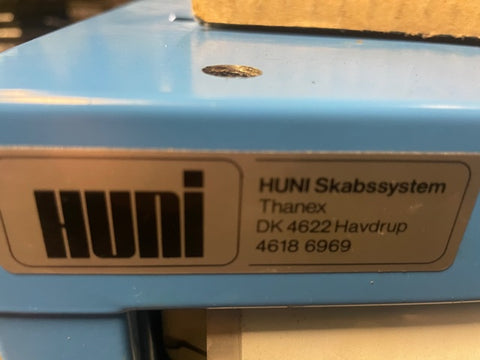 HUNI
HUNI Skabssystem
Thanex
DK 4622 Havdrup
4618 6969